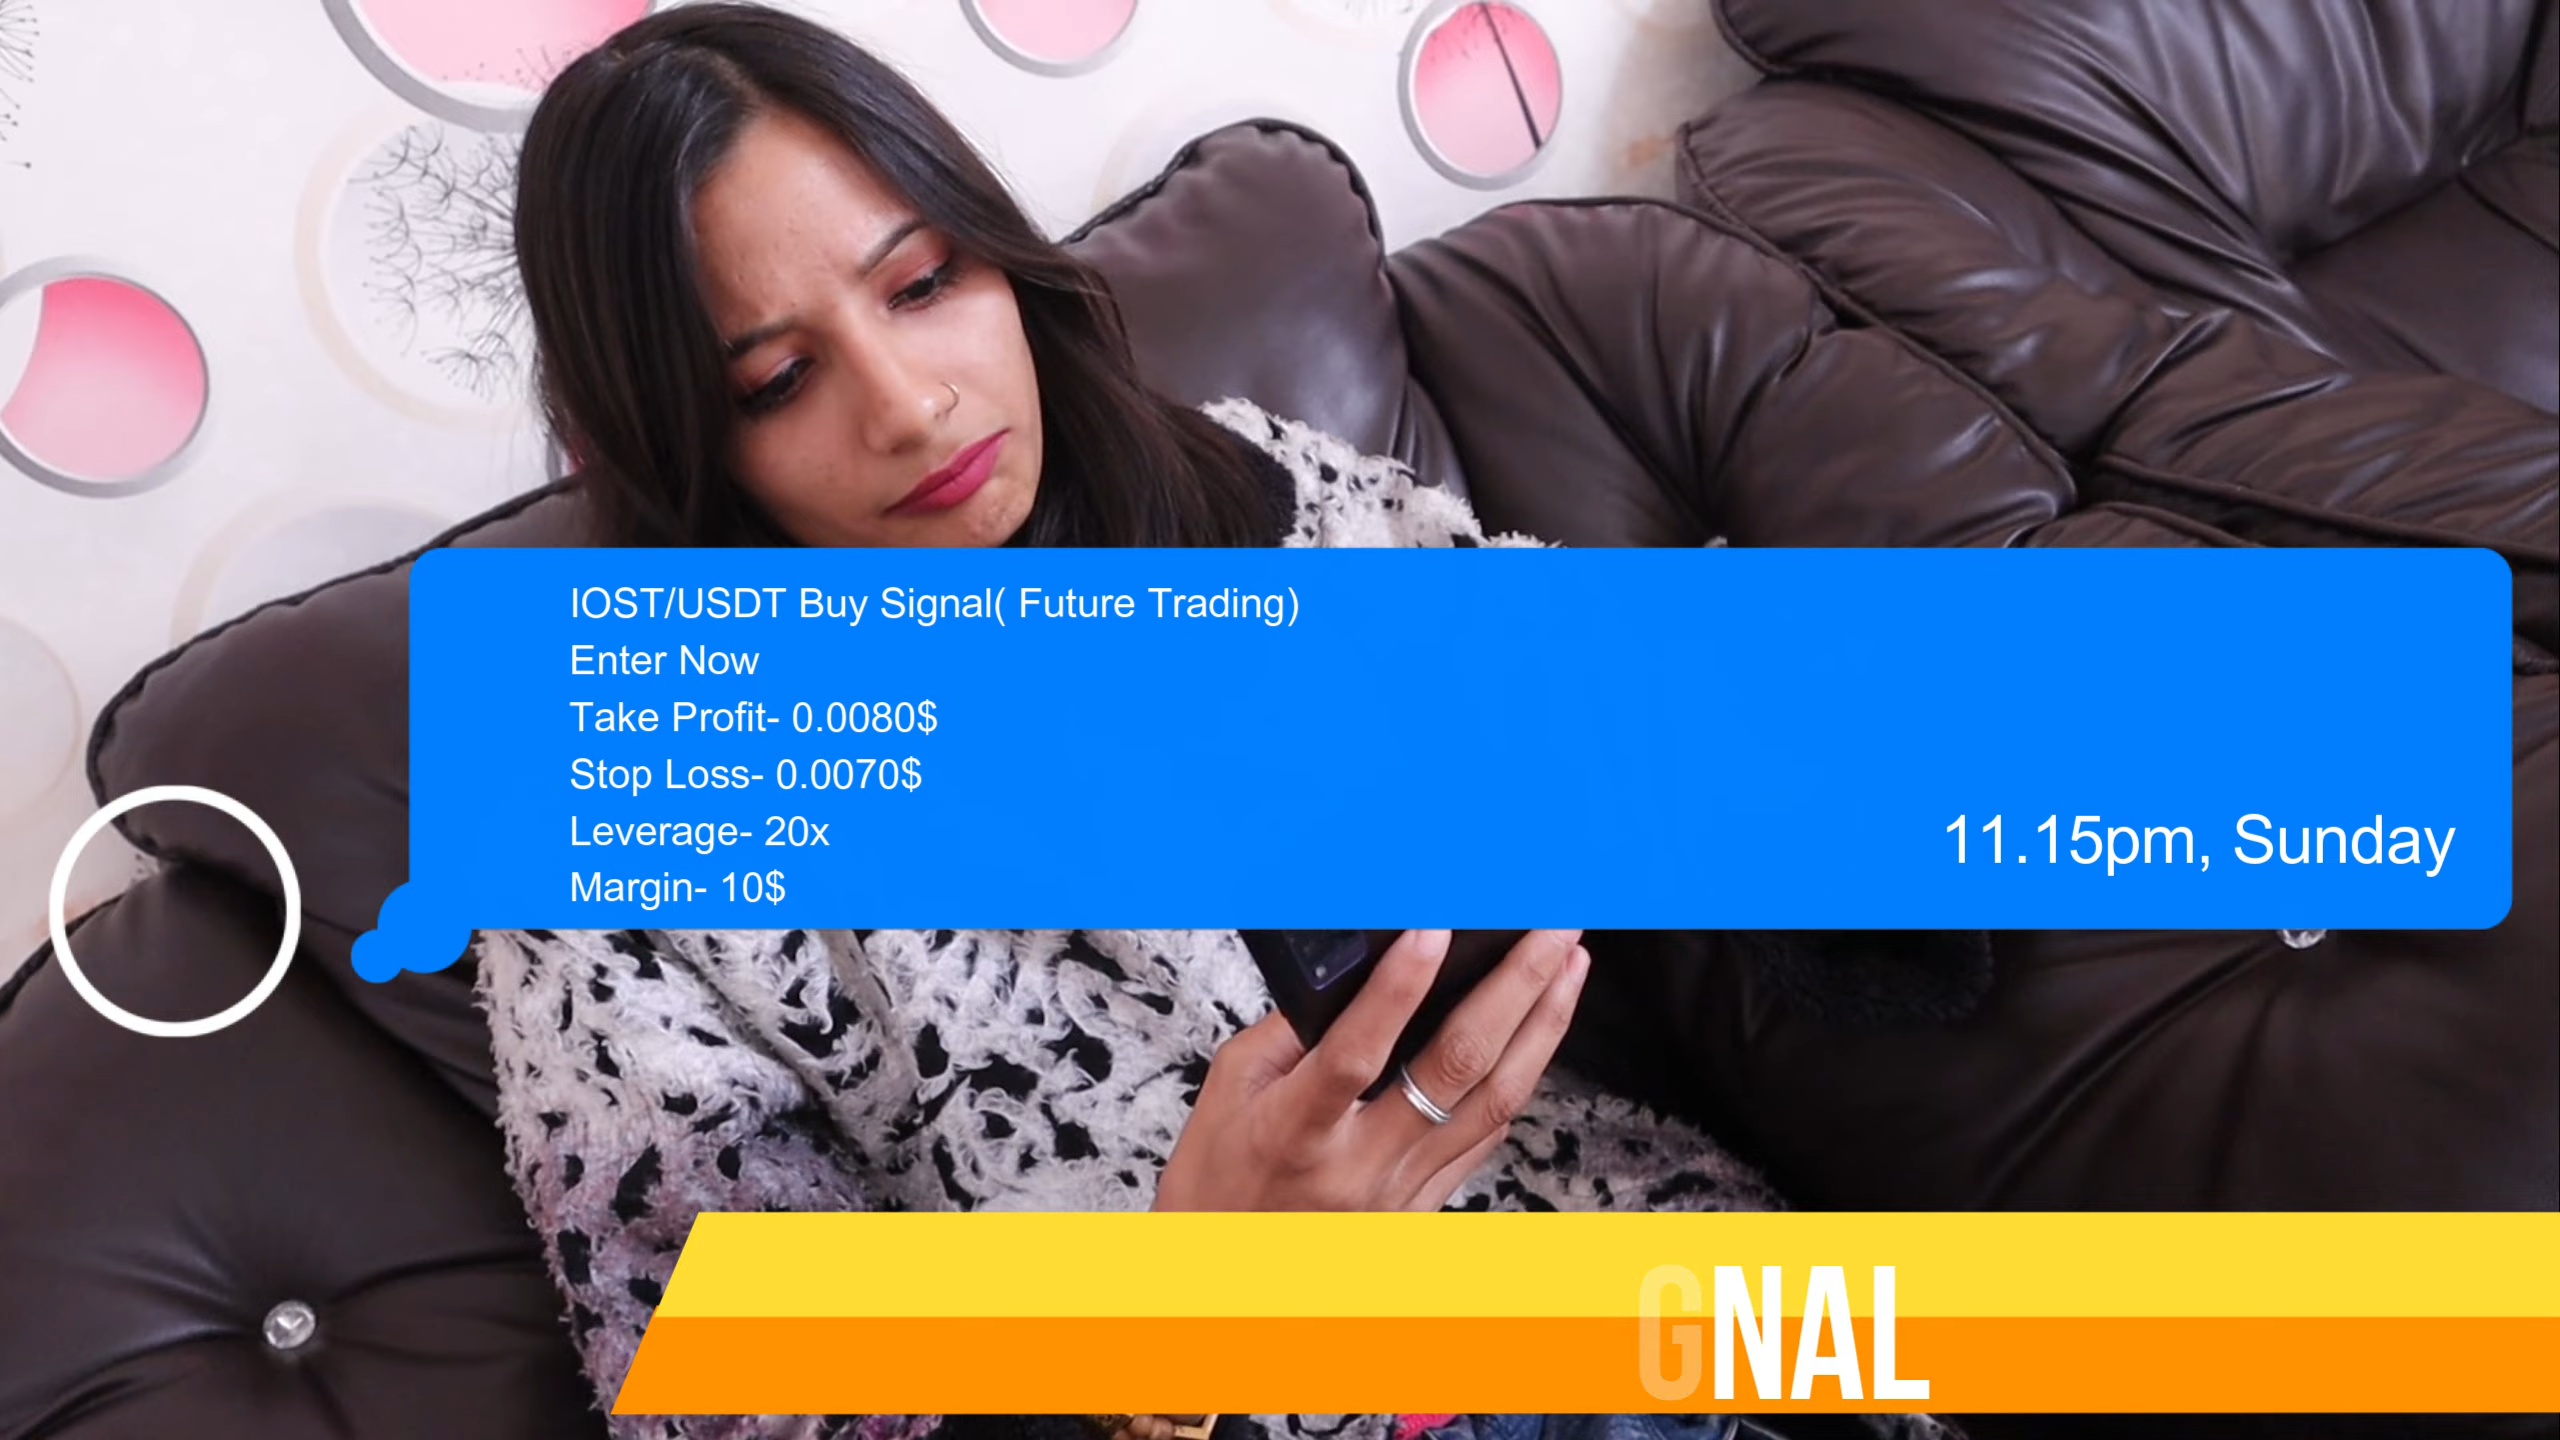 IOST/USDT Buy Signal( Future Trading)
Enter Now
Take Profit- 0.0080$
Stop Loss- 0.0070$
Leverage- 20x
Margin- 10$
11.15pm, Sunday
GNAL